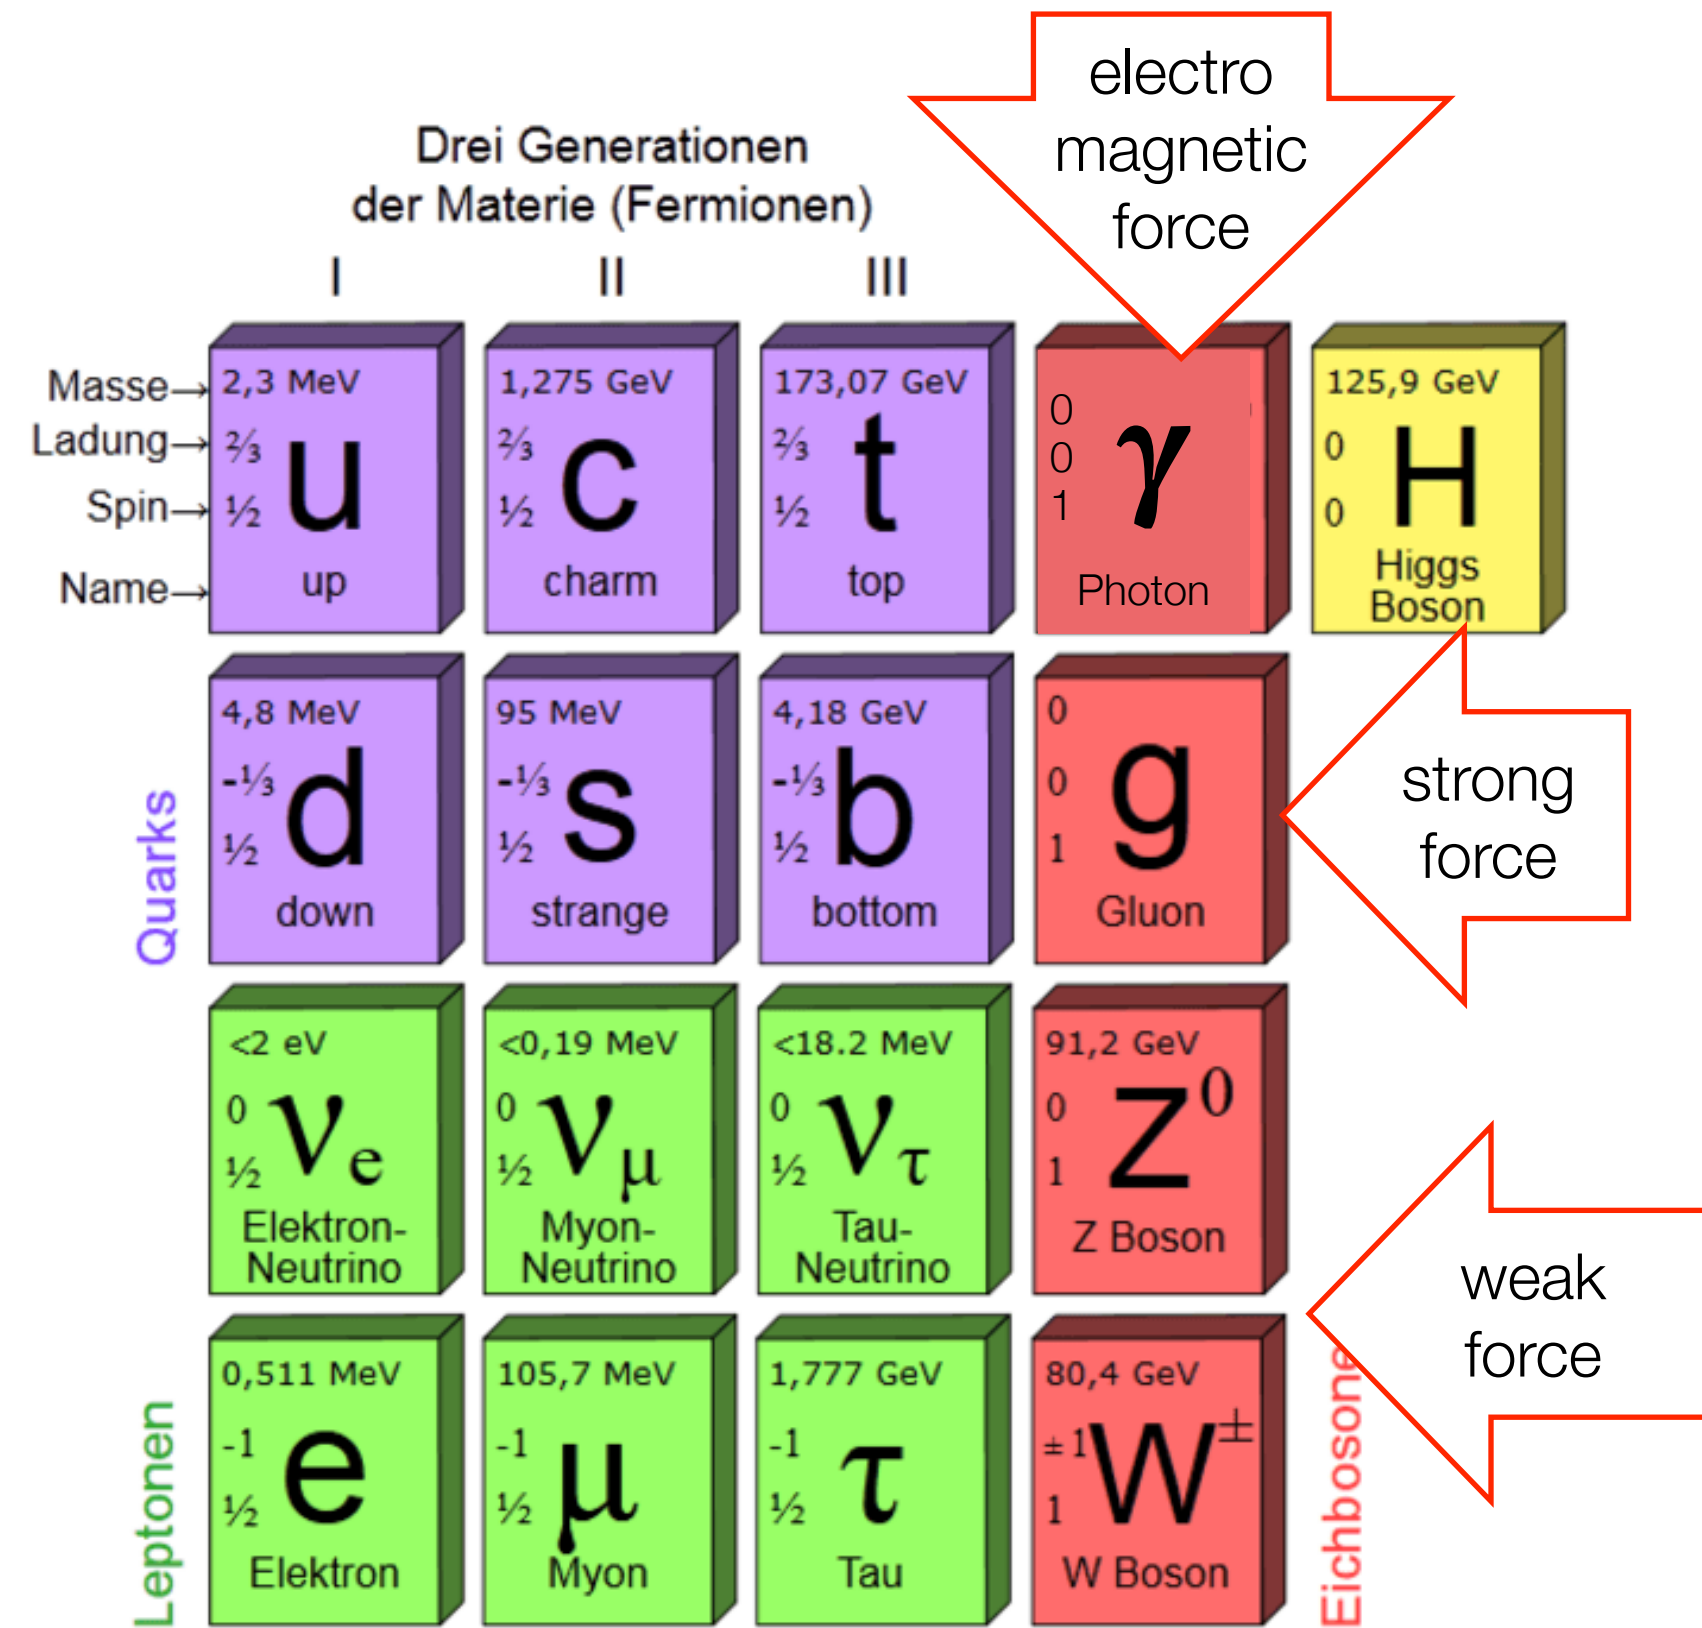 electro
magnetic
force
Drei Generationen
der Materie (Fermionen)
I
II
III
Masse→
Ladung→
Spin→
Name→
2,3 MeV
⅔
½
u
up
1,275 GeV
⅔
½
c
charm
173,07 GeV
⅔
½
t
top
0
0
1
γ
Photon
125,9 GeV
0
0
H
Higgs
Boson
Quarks
4,8 MeV
-⅓
½
d
down
95 MeV
-⅓
½
s
strange
4,18 GeV
-⅓
½
b
bottom
0
0
1
g
Gluon
strong
force
<2 eV
0
½
νe
Elektron-
Neutrino
<0,19 MeV
0
½
νμ
Myon-
Neutrino
<18.2 MeV
0
½
ντ
Tau-
Neutrino
91,2 GeV
0
1
Z⁰
Z Boson
weak
force
Leptonen
0,511 MeV
-1
½
e
Elektron
105,7 MeV
-1
½
μ
Myon
1,777 GeV
-1
½
τ
Tau
80,4 GeV
±1
1
W±
W Boson
Eichbosone